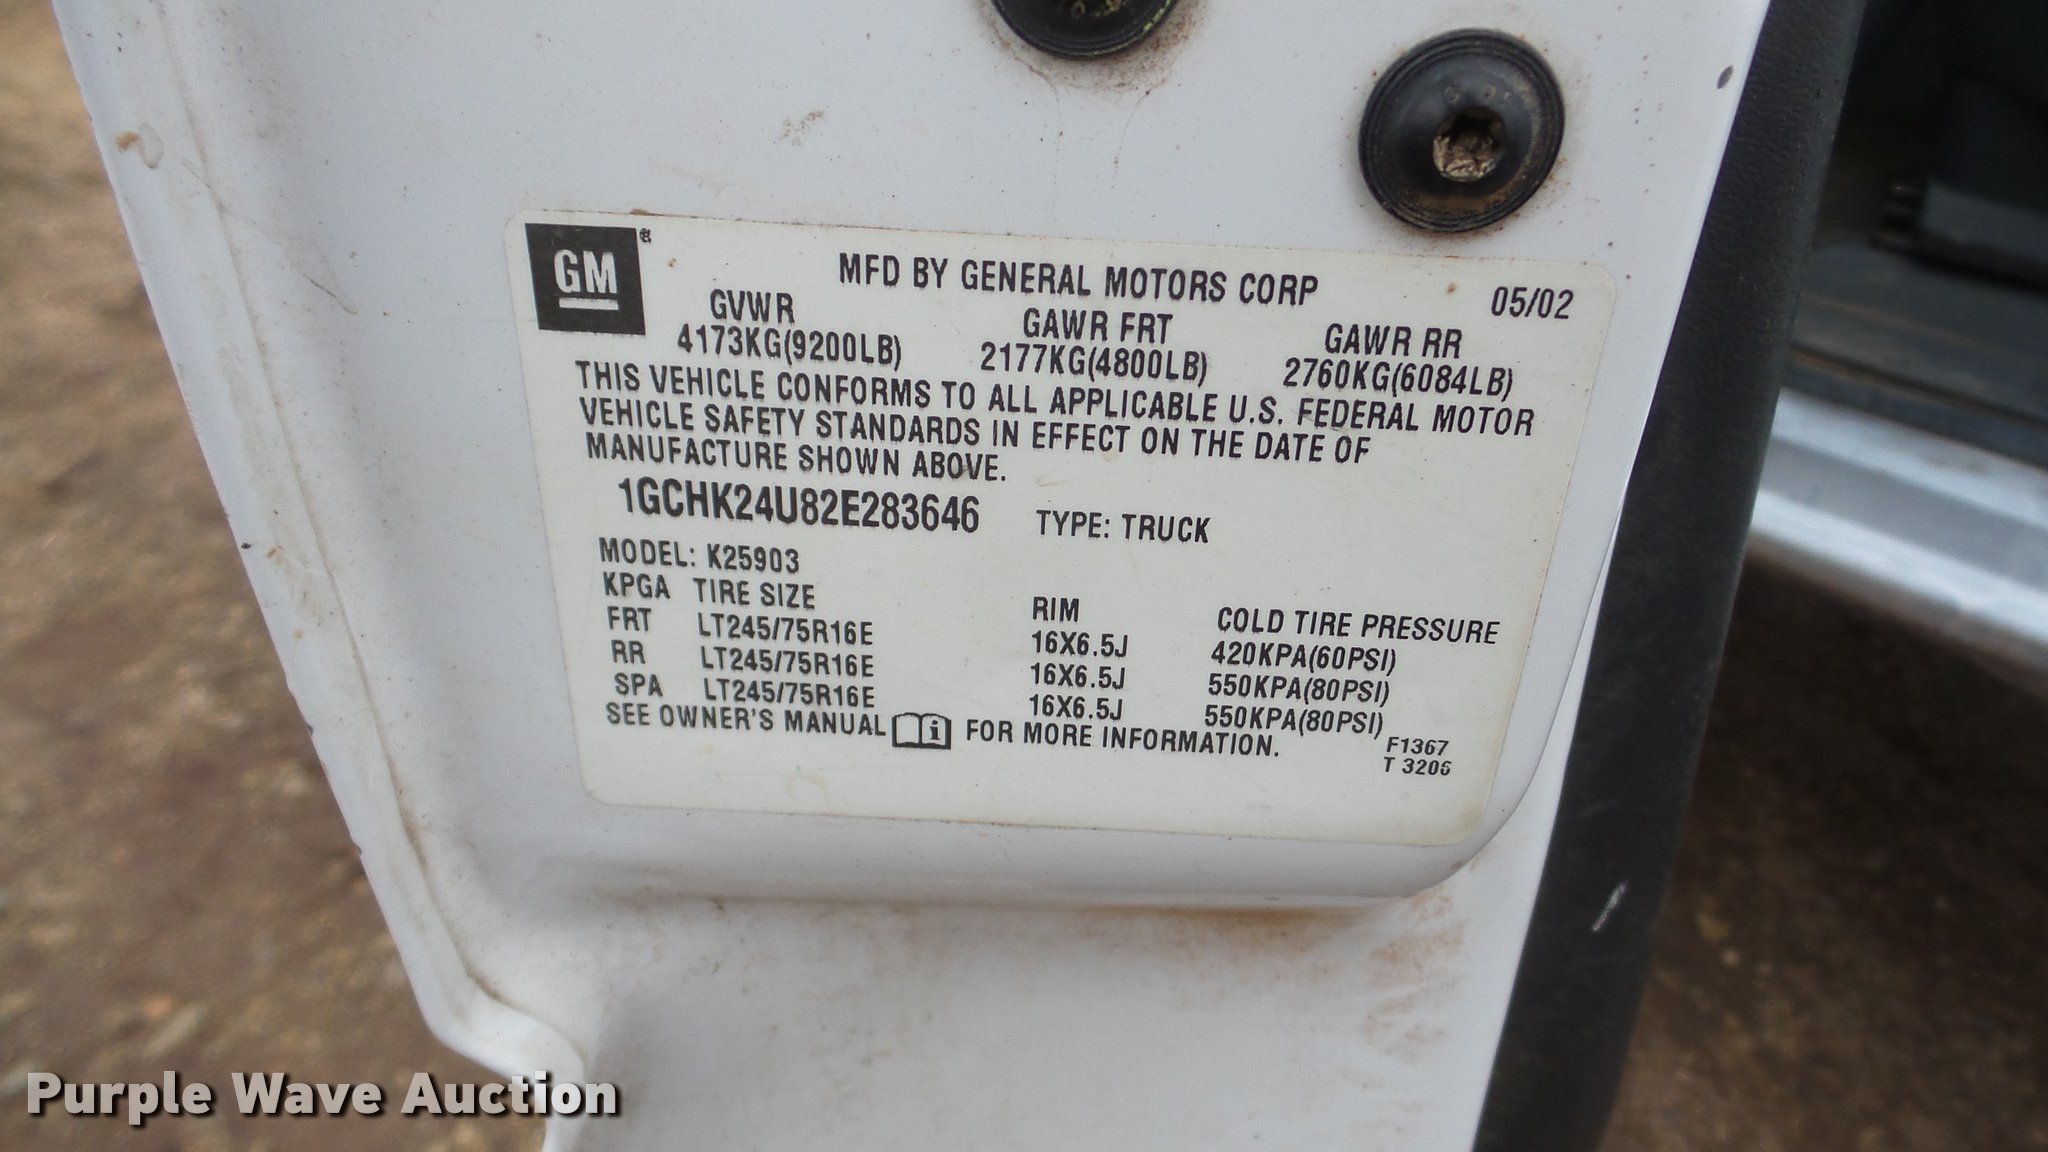 GM
MFD BY GENERAL MOTORS CORP 05/02
GVWR GAWR FRT GAWR RR
4173KG(9200LB) 2177KG(4800LB) 2760KG(6084LB)
THIS VEHICLE CONFORMS TO ALL APPLICABLE U.S. FEDERAL MOTOR
VEHICLE SAFETY STANDARDS IN EFFECT ON THE DATE OF
MANUFACTURE SHOWN ABOVE.
1GCHK24U82E283646 TYPE: TRUCK
MODEL: K25903
KPGA TIRE SIZE RIM COLD TIRE PRESSURE
FRT LT245/75R16E 16X6.5J 420KPA(60PSI)
RR LT245/75R16E 16X6.5J 550KPA(80PSI)
SPA LT245/75R16E 16X6.5J 550KPA(80PSI)
SEE OWNER'S MANUAL i FOR MORE INFORMATION.
F1367
T 3206
Purple Wave Auction